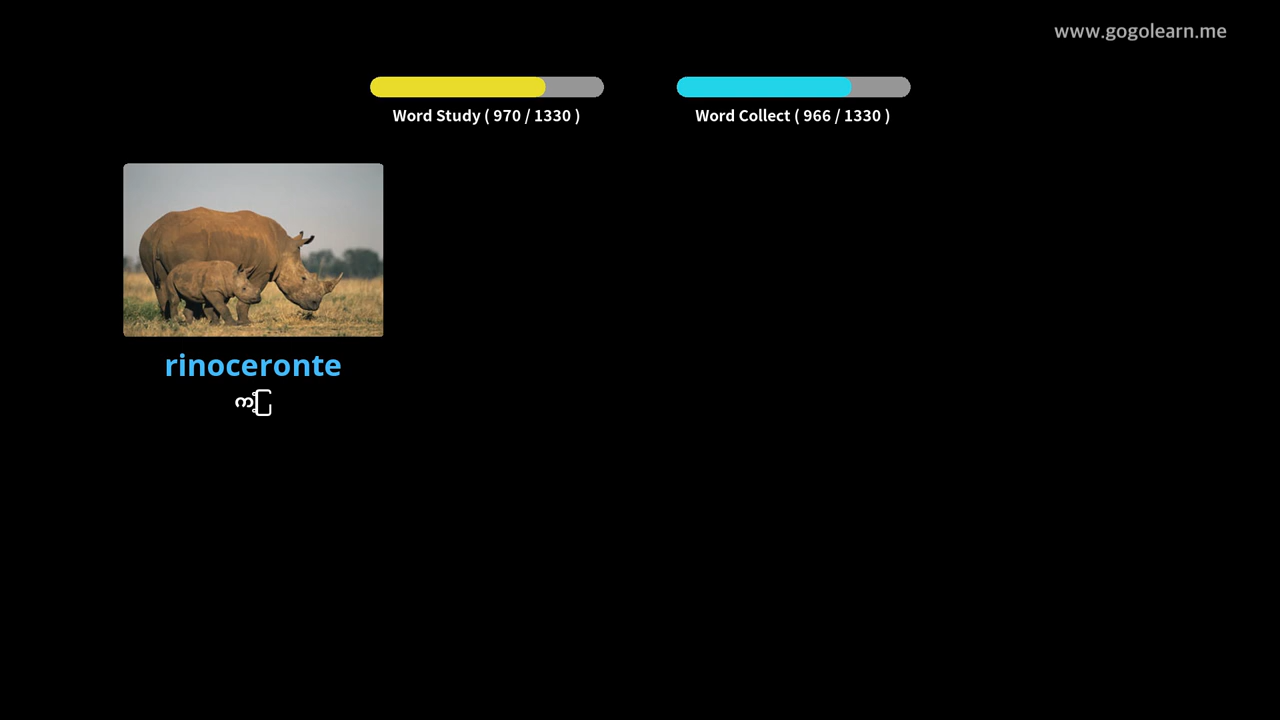 www.gogolearn.me
Word Study ( 970 / 1330 )
Word Collect ( 966 / 1330 )
rinoceronte
ကံ့ြ